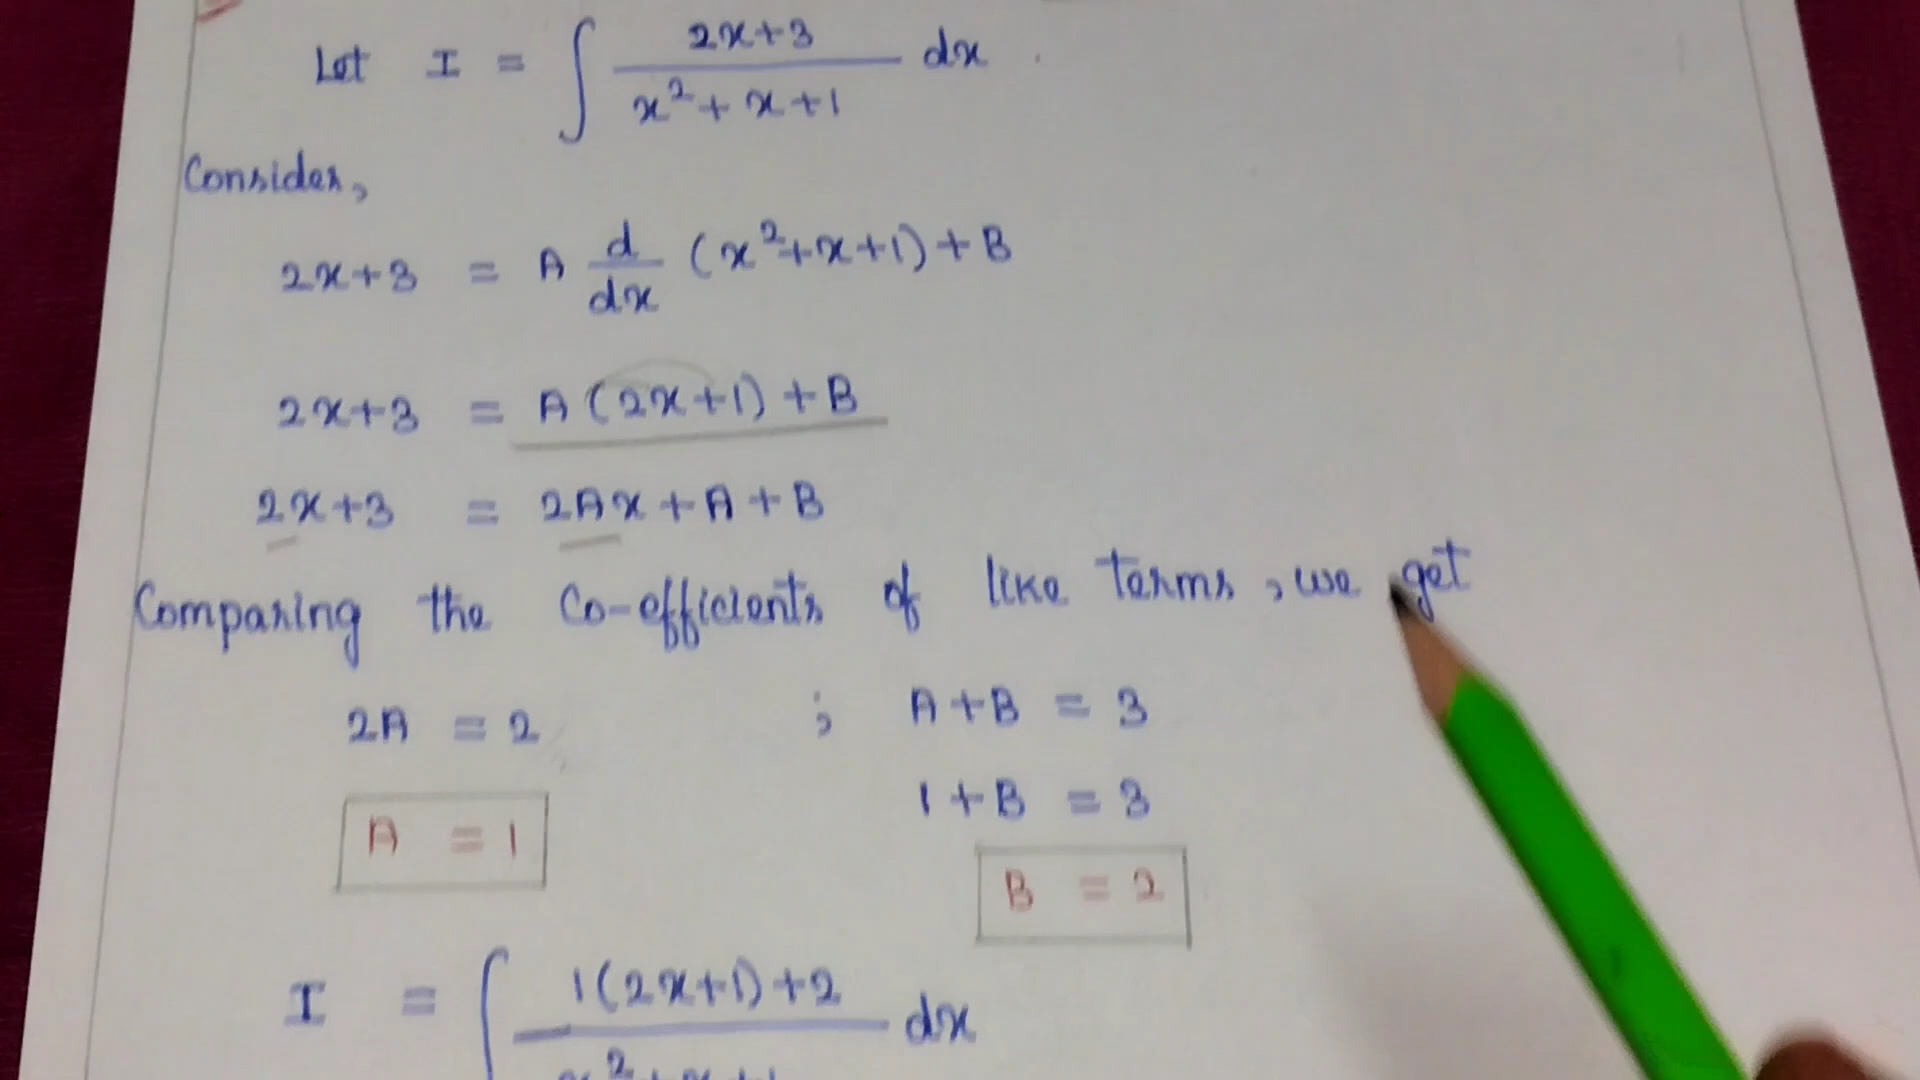 Let I = ∫ 2x+3 / x²+x+1 dx
Consider,
2x+3 = A d/dx (x²+x+1)+B
2x+3 = A(2x+1)+B
2x+3 = 2Ax+A+B
Comparing the Co-efficients of like terms, we get
2A = 2 ; A+B = 3
1+B = 3
A = 1
B = 2
I = ∫ 1(2x+1)+2 / x²+x+1 dx